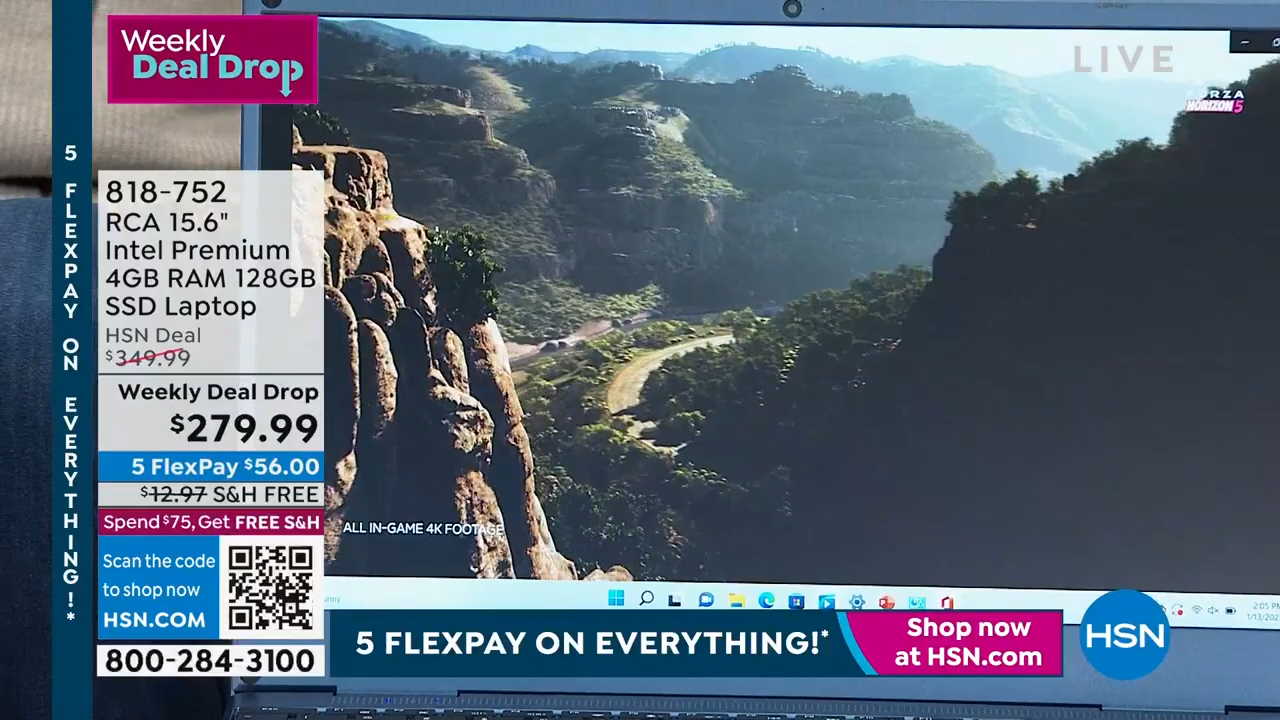 Weekly
Deal Drop
LIVE
FORZA
HORIZON 5
5 FLEXPAY ON EVERYTHING!*
818-752
RCA 15.6"
Intel Premium
4GB RAM 128GB
SSD Laptop
HSN Deal
$349.99
Weekly Deal Drop
$279.99
5 FlexPay $56.00
$12.97 S&H FREE
Spend $75, Get FREE S&H
Scan the code
to shop now
HSN.COM
800-284-3100
ALL IN-GAME 4K FOOTAGE
2:05 PM
5 FLEXPAY ON EVERYTHING!*
Shop now
at HSN.com
HSN